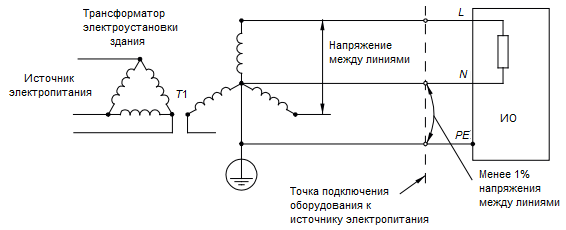 Трансформатор
электроустановки
здания
Источник
электропитания
T1
Напряжение
между линиями
L
N
PE
ИО
Точка подключения
оборудования к
источнику электропитания
Менее 1%
напряжения
между линиями